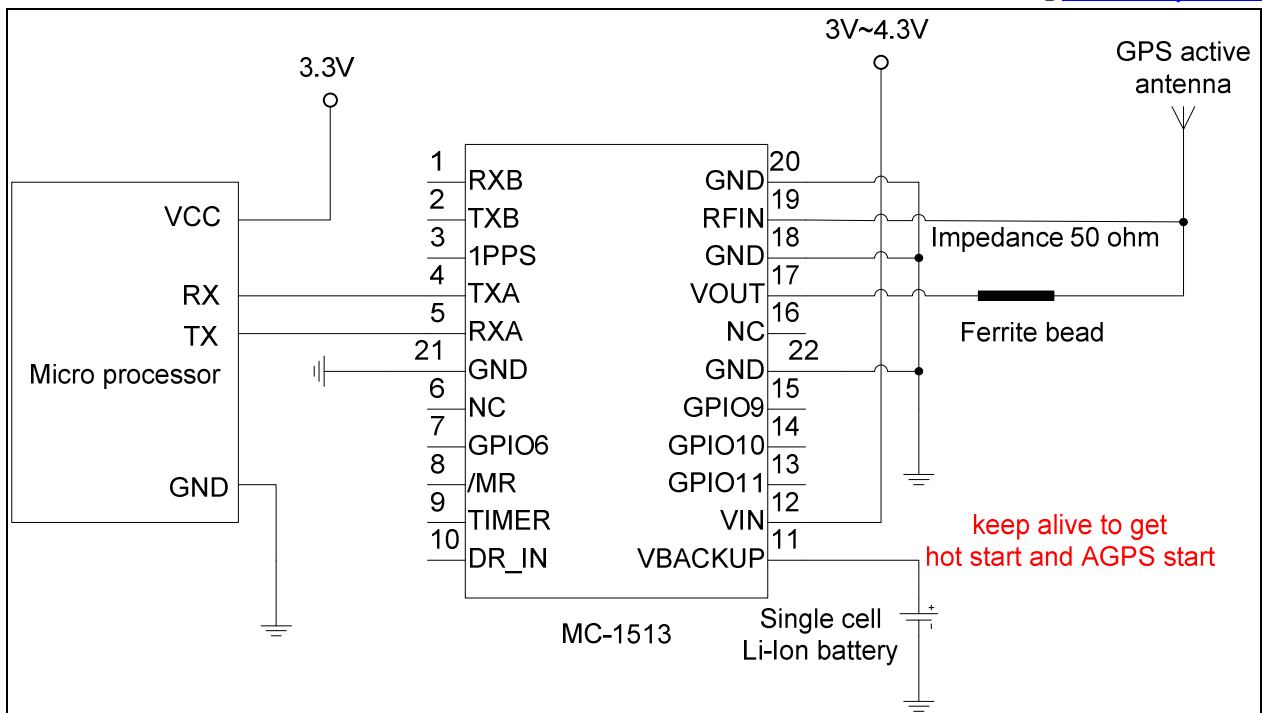 3V~4.3V
3.3V
GPS active
antenna
VCC
RX
TX
Micro processor
GND
1
RXB
2
TXB
3
1PPS
4
TXA
5
RXA
21
GND
6
NC
7
GPIO6
8
/MR
9
TIMER
10
DR_IN
20
GND
19
RFIN
18
GND
17
VOUT
16
NC
22
GND
15
GPIO9
14
GPIO10
13
GPIO11
12
VIN
11
VBACKUP
MC-1513
Impedance 50 ohm
Ferrite bead
keep alive to get
hot start and AGPS start
Single cell
Li-Ion battery
+
-